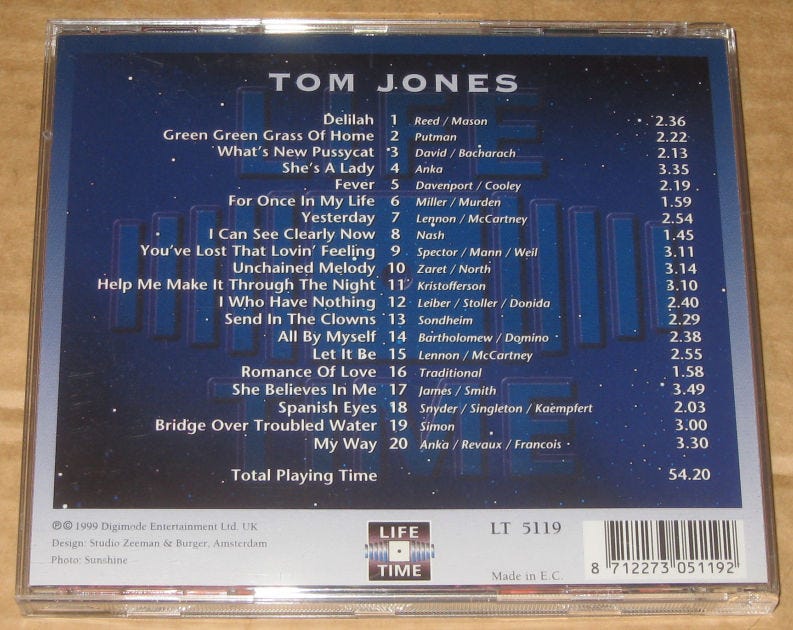 TOM JONES
Delilah 1 Reed / Mason 2.36
Green Green Grass Of Home 2 Putman 2.22
What's New Pussycat 3 David / Bacharach 2.13
She's A Lady 4 Anka 3.35
Fever 5 Davenport / Cooley 2.19
For Once In My Life 6 Miller / Murden 1.59
Yesterday 7 Lennon / McCartney 2.54
I Can See Clearly Now 8 Nash 1.45
You've Lost That Lovin' Feeling 9 Spector / Mann / Weil 3.11
Unchained Melody 10 Zaret / North 3.14
Help Me Make It Through The Night 11 Kristofferson 3.10
I Who Have Nothing 12 Leiber / Stoller / Donida 2.40
Send In The Clowns 13 Sondheim 2.29
All By Myself 14 Bartholomew / Domino 2.38
Let It Be 15 Lennon / McCartney 2.55
Romance Of Love 16 Traditional 1.58
She Believes In Me 17 James / Smith 3.49
Spanish Eyes 18 Snyder / Singleton / Kaempfert 2.03
Bridge Over Troubled Water 19 Simon 3.00
My Way 20 Anka / Revaux / Francois 3.30
Total Playing Time 54.20
LIFE
TIME
℗© 1999 Digimode Entertainment Ltd. UK
Design: Studio Zeeman & Burger, Amsterdam
Photo: Sunshine
LIFE
TIME
LT 5119
Made in E.C.
8 712273 051192